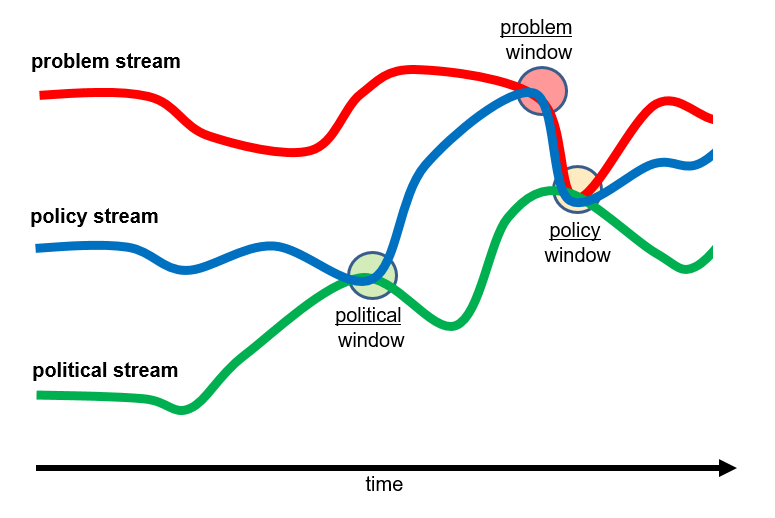 problem
window
problem stream
policy stream
policy
window
political
window
political stream
time